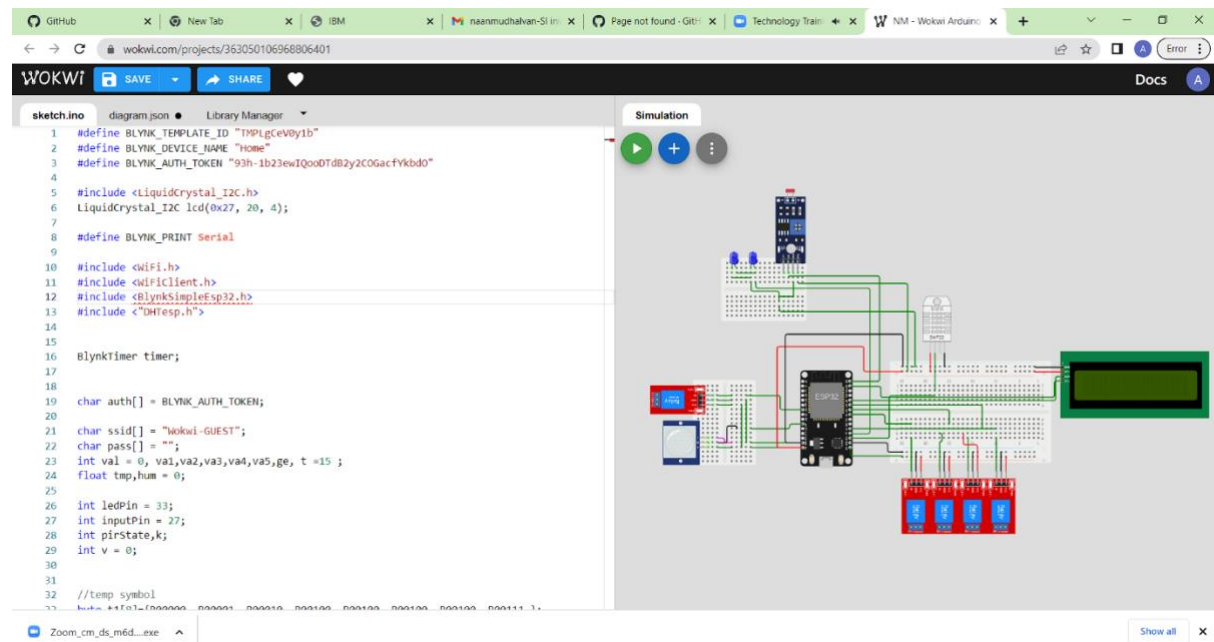 GitHub
New Tab
IBM
naanmudhalvan-SI in
Page not found · GitH
Technology Train
NM - Wokwi Arduino
wokwi.com/projects/363050106968806401
A
Error
WOKWI
SAVE
SHARE
Docs
A
sketch.ino
diagram.json
Library Manager
Simulation
1 #define BLYNK_TEMPLATE_ID "TMPLgCeV0y1b"
2 #define BLYNK_DEVICE_NAME "Home"
3 #define BLYNK_AUTH_TOKEN "93h-1b23ewIQooDTdB2y2COGacfYkbdO"
4
5 #include <LiquidCrystal_I2C.h>
6 LiquidCrystal_I2C lcd(0x27, 20, 4);
7
8 #define BLYNK_PRINT Serial
9
10 #include <WiFi.h>
11 #include <WiFiClient.h>
12 #include <BlynkSimpleEsp32.h>
13 #include <"DHTesp.h">
14
15
16 BlynkTimer timer;
17
18
19 char auth[] = BLYNK_AUTH_TOKEN;
20
21 char ssid[] = "Wokwi-GUEST";
22 char pass[] = "";
23 int val = 0, va1,va2,va3,va4,va5,ge, t =15 ;
24 float tmp,hum = 0;
25
26 int ledPin = 33;
27 int inputPin = 27;
28 int pirState,k;
29 int v = 0;
30
31
32 //temp symbol
ESP32
Zoom_cm_ds_m6d....exe
Show all